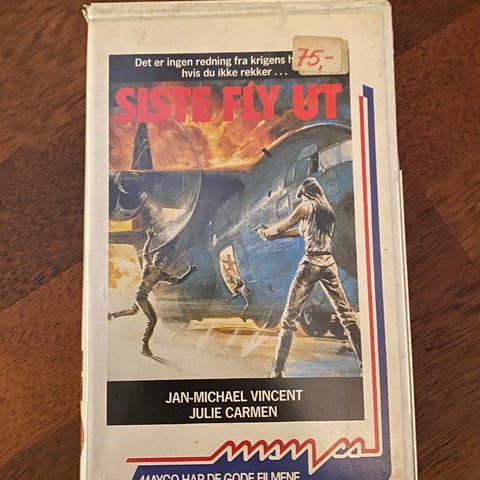 Det er ingen redning fra krigens h
75,-
hvis du ikke rekker . . .
SISTE FLY UT
JAN-MICHAEL VINCENT
JULIE CARMEN
mayco
MAYCO HAR DE GODE FILMENE